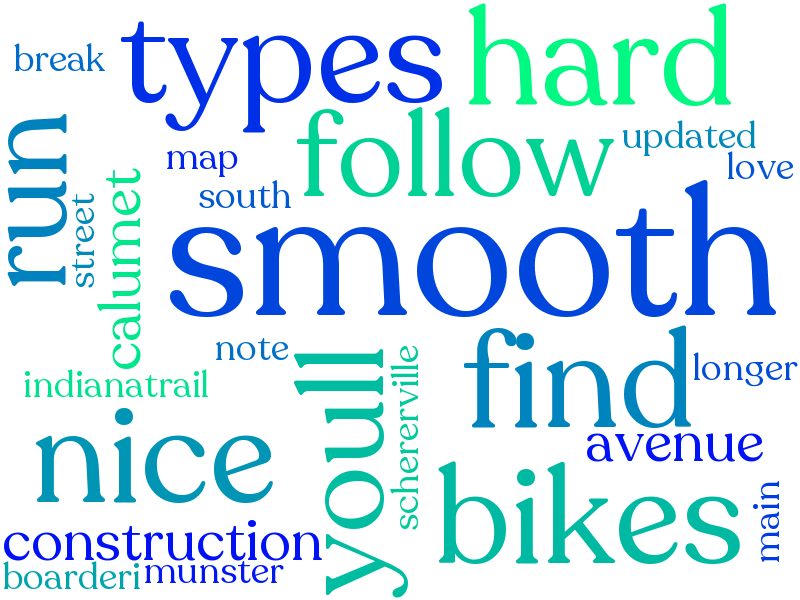 break
types
hard
run
map
follow
updated
love
south
street
calumet
smooth
note
youll
schererville
find
longer
indianatrail
nice
avenue
bikes
main
construction
boarderi
munster